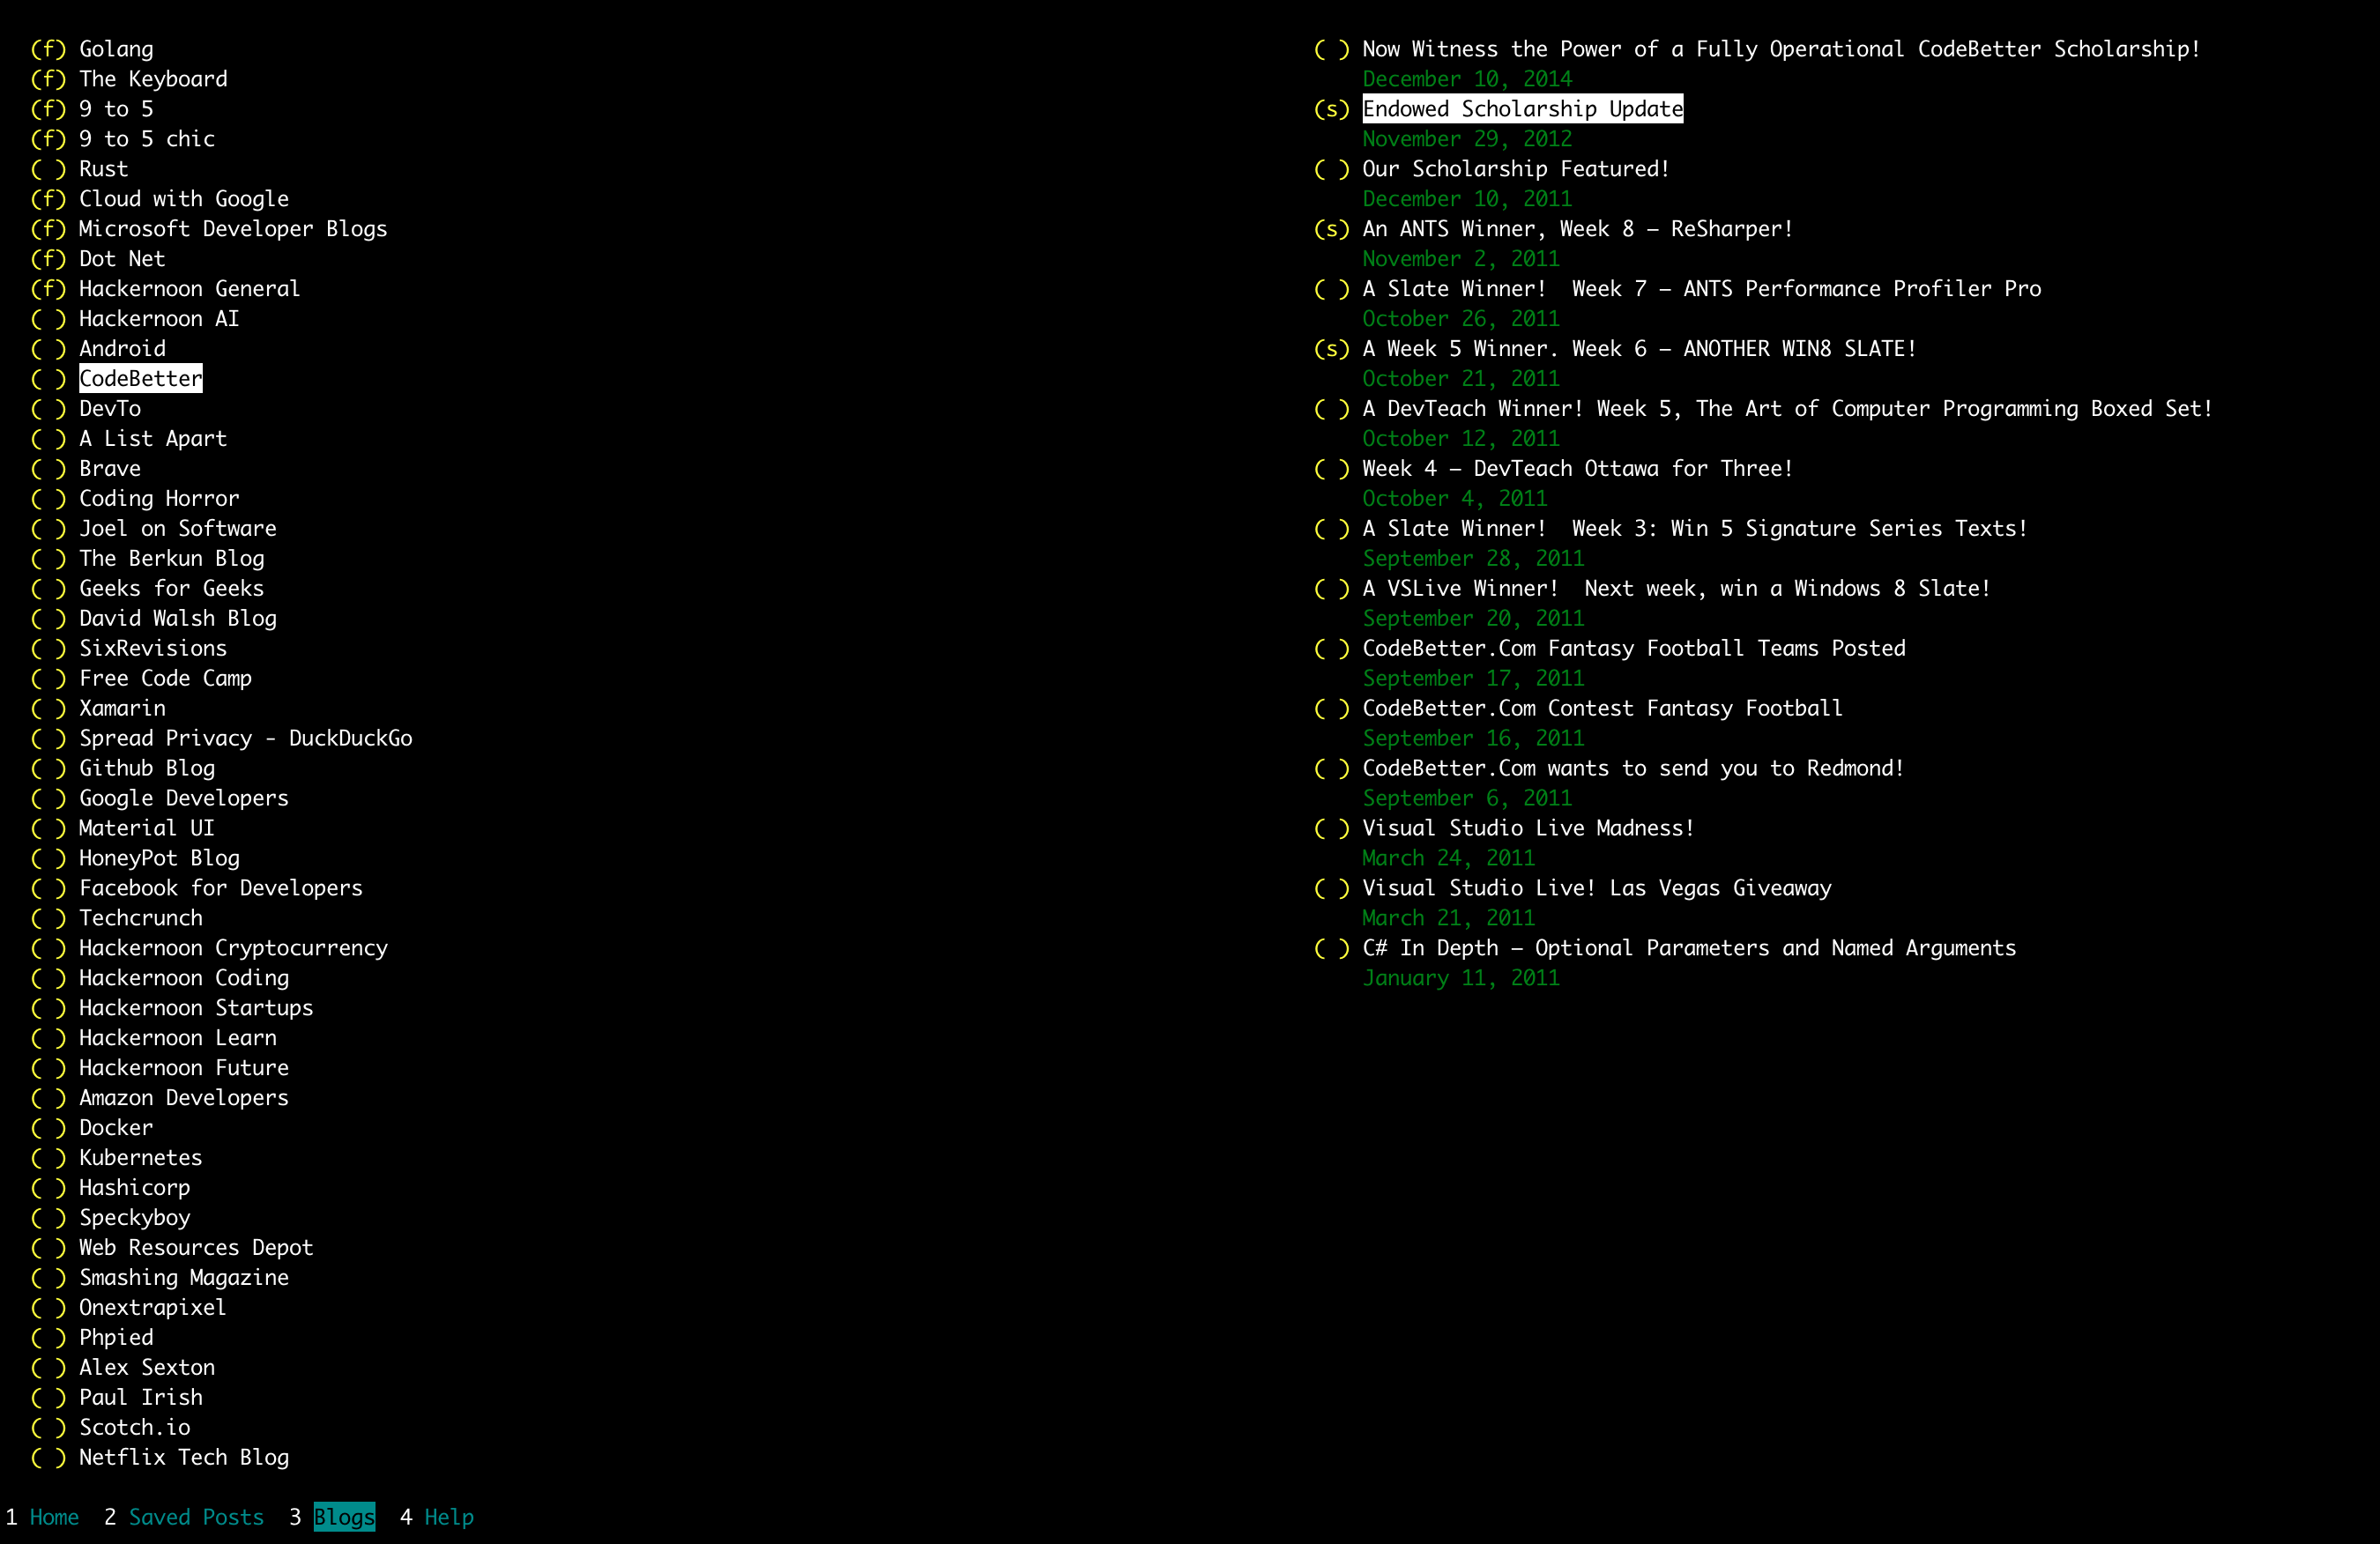 (f) Golang
(f) The Keyboard
(f) 9 to 5
(f) 9 to 5 chic
( ) Rust
(f) Cloud with Google
(f) Microsoft Developer Blogs
(f) Dot Net
(f) Hackernoon General
( ) Hackernoon AI
( ) Android
( ) CodeBetter
( ) DevTo
( ) A List Apart
( ) Brave
( ) Coding Horror
( ) Joel on Software
( ) The Berkun Blog
( ) Geeks for Geeks
( ) David Walsh Blog
( ) SixRevisions
( ) Free Code Camp
( ) Xamarin
( ) Spread Privacy - DuckDuckGo
( ) Github Blog
( ) Google Developers
( ) Material UI
( ) HoneyPot Blog
( ) Facebook for Developers
( ) Techcrunch
( ) Hackernoon Cryptocurrency
( ) Hackernoon Coding
( ) Hackernoon Startups
( ) Hackernoon Learn
( ) Hackernoon Future
( ) Amazon Developers
( ) Docker
( ) Kubernetes
( ) Hashicorp
( ) Speckyboy
( ) Web Resources Depot
( ) Smashing Magazine
( ) Onextrapixel
( ) Phpied
( ) Alex Sexton
( ) Paul Irish
( ) Scotch.io
( ) Netflix Tech Blog
( ) Now Witness the Power of a Fully Operational CodeBetter Scholarship!
December 10, 2014
(s) Endowed Scholarship Update
November 29, 2012
( ) Our Scholarship Featured!
December 10, 2011
(s) An ANTS Winner, Week 8 – ReSharper!
November 2, 2011
( ) A Slate Winner!  Week 7 – ANTS Performance Profiler Pro
October 26, 2011
(s) A Week 5 Winner. Week 6 – ANOTHER WIN8 SLATE!
October 21, 2011
( ) A DevTeach Winner! Week 5, The Art of Computer Programming Boxed Set!
October 12, 2011
( ) Week 4 – DevTeach Ottawa for Three!
October 4, 2011
( ) A Slate Winner!  Week 3: Win 5 Signature Series Texts!
September 28, 2011
( ) A VSLive Winner!  Next week, win a Windows 8 Slate!
September 20, 2011
( ) CodeBetter.Com Fantasy Football Teams Posted
September 17, 2011
( ) CodeBetter.Com Contest Fantasy Football
September 16, 2011
( ) CodeBetter.Com wants to send you to Redmond!
September 6, 2011
( ) Visual Studio Live Madness!
March 24, 2011
( ) Visual Studio Live! Las Vegas Giveaway
March 21, 2011
( ) C# In Depth – Optional Parameters and Named Arguments
January 11, 2011
1 Home  2 Saved Posts  3 Blogs  4 Help